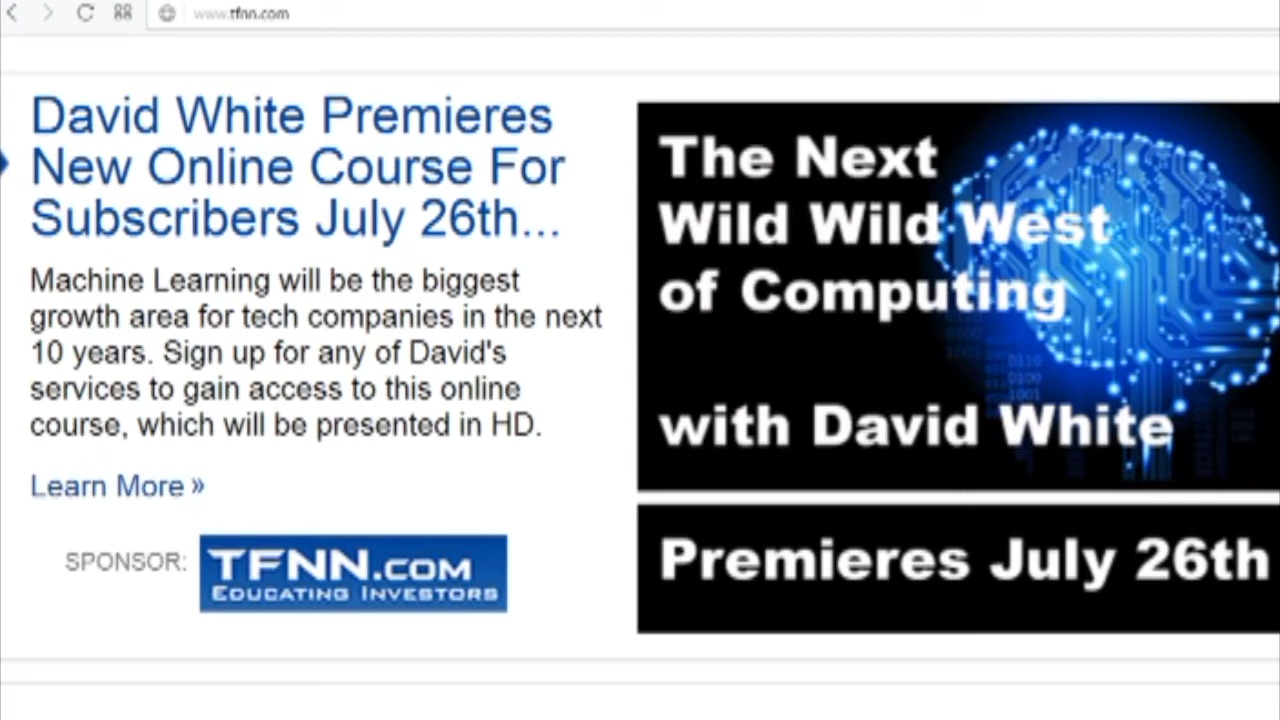 www.tfnn.com
David White Premieres
New Online Course For
Subscribers July 26th...
Machine Learning will be the biggest
growth area for tech companies in the next
10 years. Sign up for any of David's
services to gain access to this online
course, which will be presented in HD.
Learn More »
SPONSOR:
TFNN.COM
EDUCATING INVESTORS
The Next
Wild Wild West
of Computing
with David White
Premieres July 26th